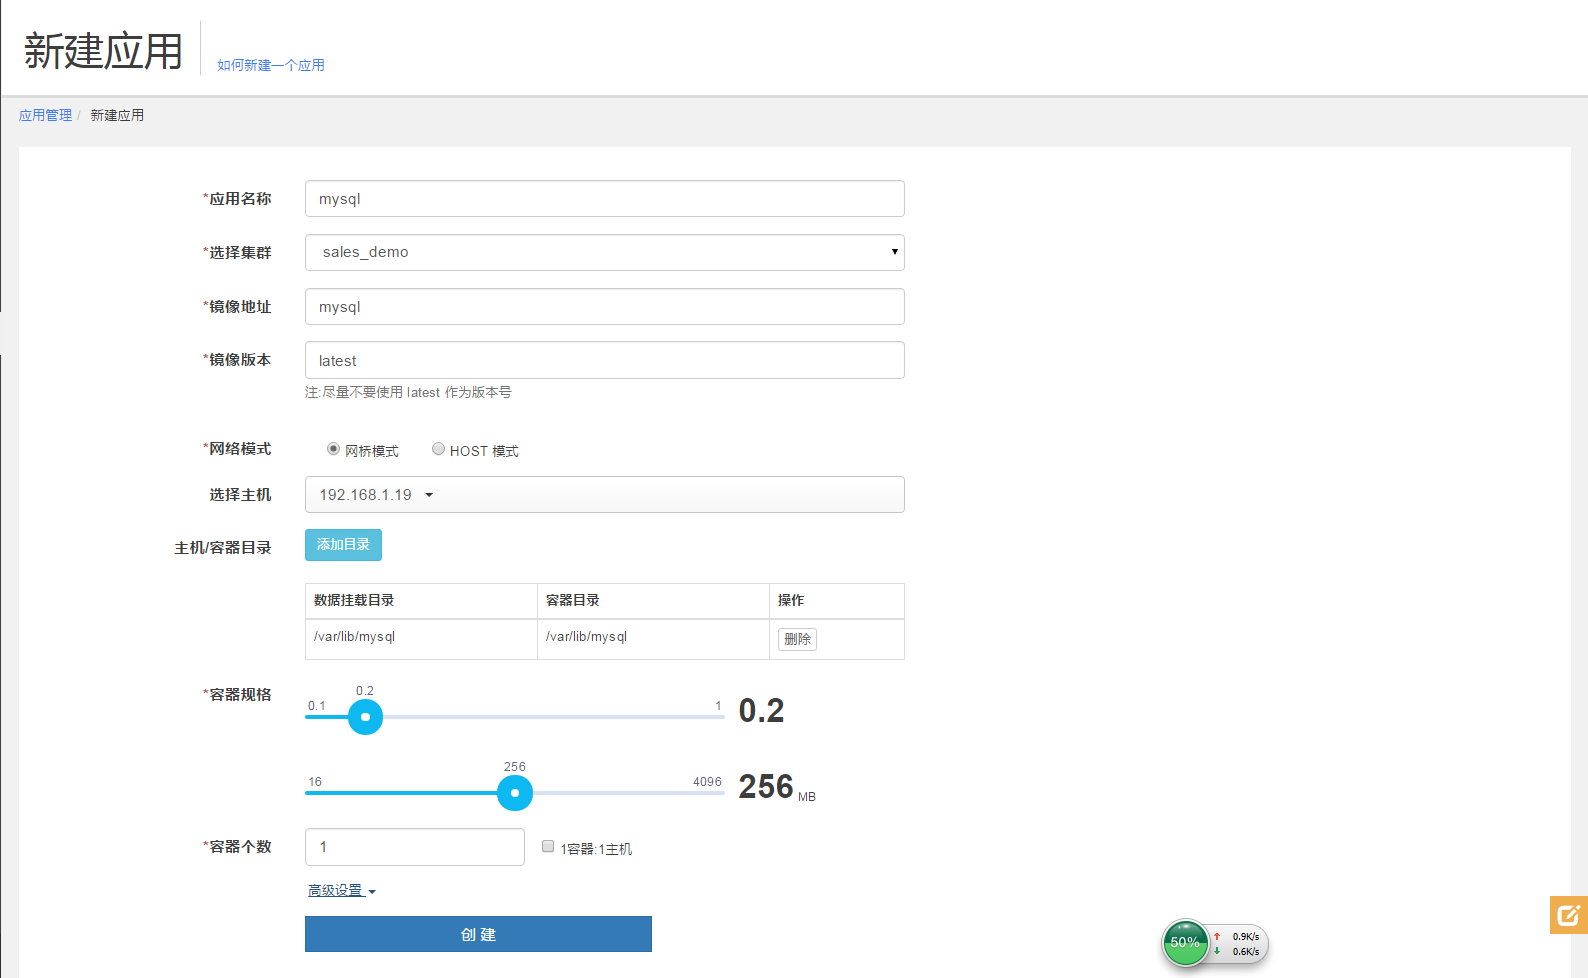 新建应用
如何新建一个应用
应用管理 / 新建应用
*应用名称 mysql
*选择集群 sales_demo
*镜像地址 mysql
*镜像版本 latest
注:尽量不要使用 latest 作为版本号
*网络模式 网桥模式 HOST 模式
选择主机 192.168.1.19
主机/容器目录 添加目录
数据挂载目录 容器目录 操作
/var/lib/mysql /var/lib/mysql 删除
*容器规格 0.1 0.2 1 0.2
16 256 4096 256 MB
*容器个数 1 1容器:1主机
高级设置
创 建
50% 0.9K/s
0.6K/s